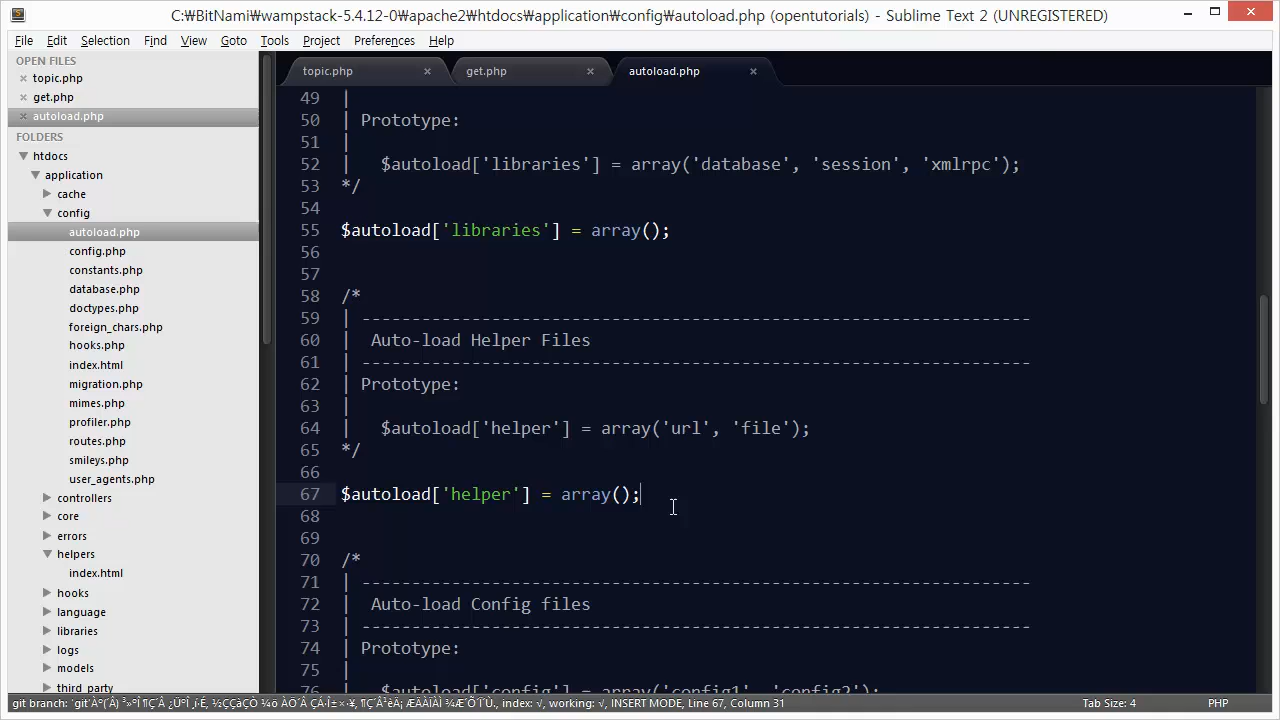 C:₩BitNami₩wampstack-5.4.12-0₩apache2₩htdocs₩application₩config₩autoload.php (opentutorials) - Sublime Text 2 (UNREGISTERED)
File Edit Selection Find View Goto Tools Project Preferences Help
OPEN FILES
topic.php
get.php
autoload.php
FOLDERS
htdocs
application
cache
config
autoload.php
config.php
constants.php
database.php
doctypes.php
foreign_chars.php
hooks.php
index.html
migration.php
mimes.php
profiler.php
routes.php
smileys.php
user_agents.php
controllers
core
errors
helpers
index.html
hooks
language
libraries
logs
models
third_party
topic.php get.php autoload.php
49 |
50 | Prototype:
51 |
52 | $autoload['libraries'] = array('database', 'session', 'xmlrpc');
53 */
54
55 $autoload['libraries'] = array();
56
57
58 /*
59 | -------------------------------------------------------------------
60 | Auto-load Helper Files
61 | -------------------------------------------------------------------
62 | Prototype:
63 |
64 | $autoload['helper'] = array('url', 'file');
65 */
66
67 $autoload['helper'] = array();
68
69
70 /*
71 | -------------------------------------------------------------------
72 | Auto-load Config files
73 | -------------------------------------------------------------------
74 | Prototype:
75 |
76 | $autoload['config'] = array('config1', 'config2');
git branch: index: √, working: √, INSERT MODE, Line 67, Column 31 Tab Size: 4 PHP